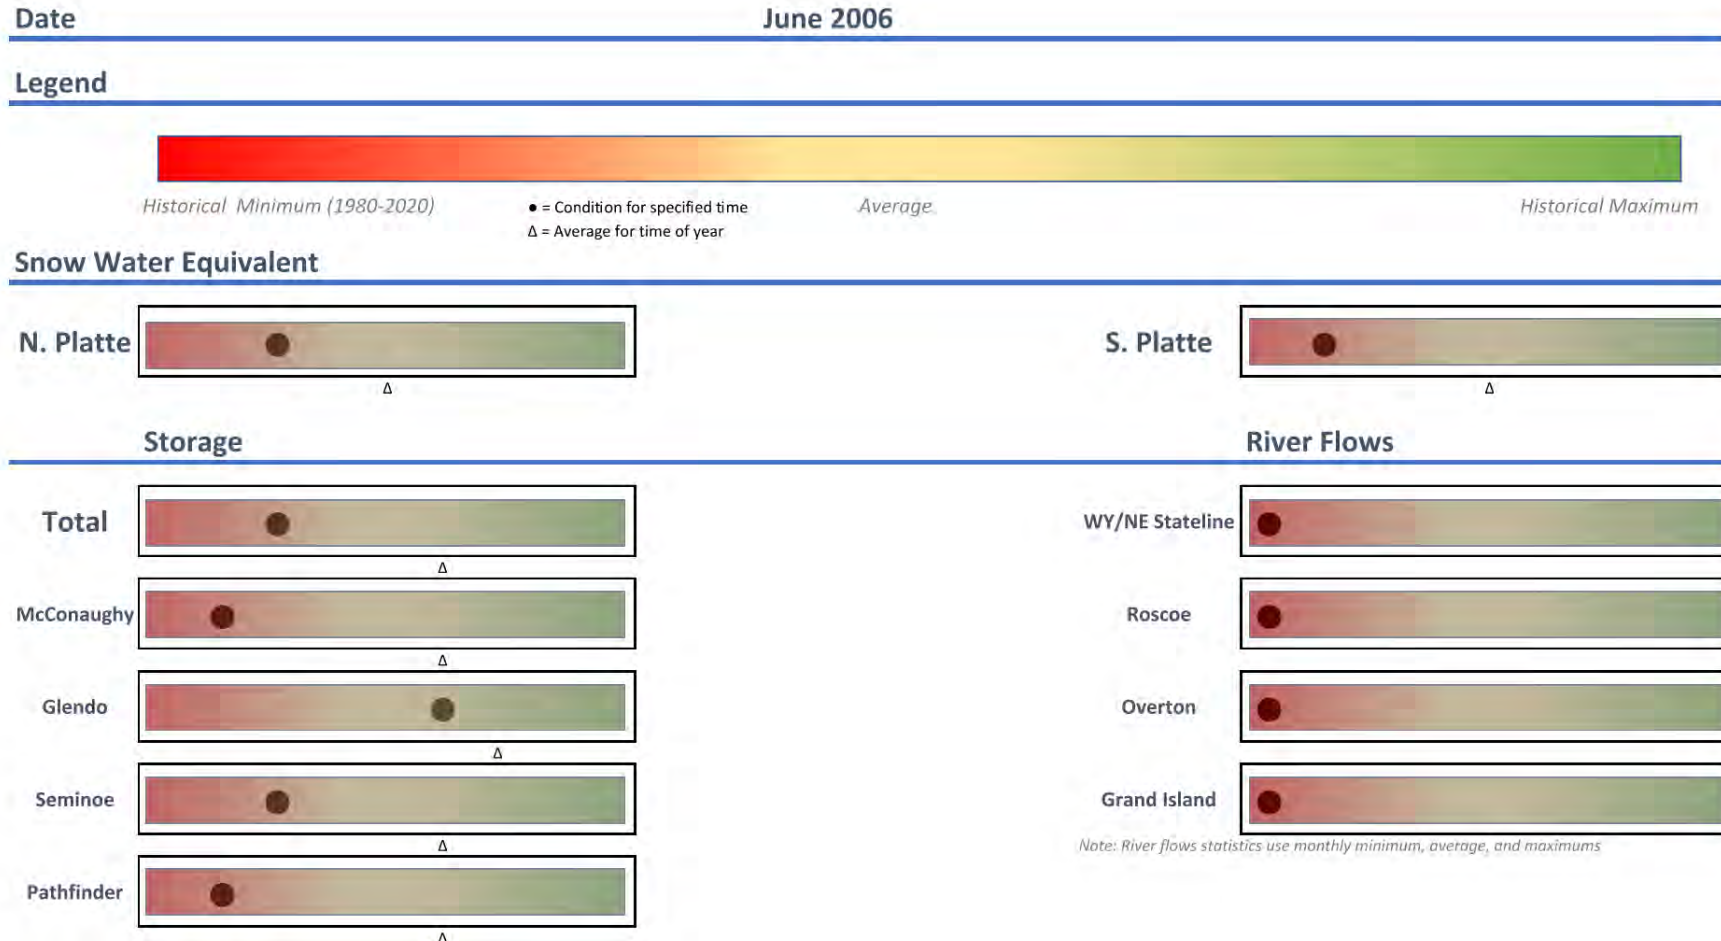 Date June 2006
Legend
Historical Minimum (1980-2020) ● = Condition for specified time Average Historical Maximum
Δ = Average for time of year
Snow Water Equivalent
N. Platte S. Platte
Δ Δ
Storage River Flows
Total WY/NE Stateline
Δ
McConaughy Roscoe
Δ
Glendo Overton
Δ
Seminoe Grand Island
Δ Note: River flows statistics use monthly minimum, average, and maximums
Pathfinder
Δ